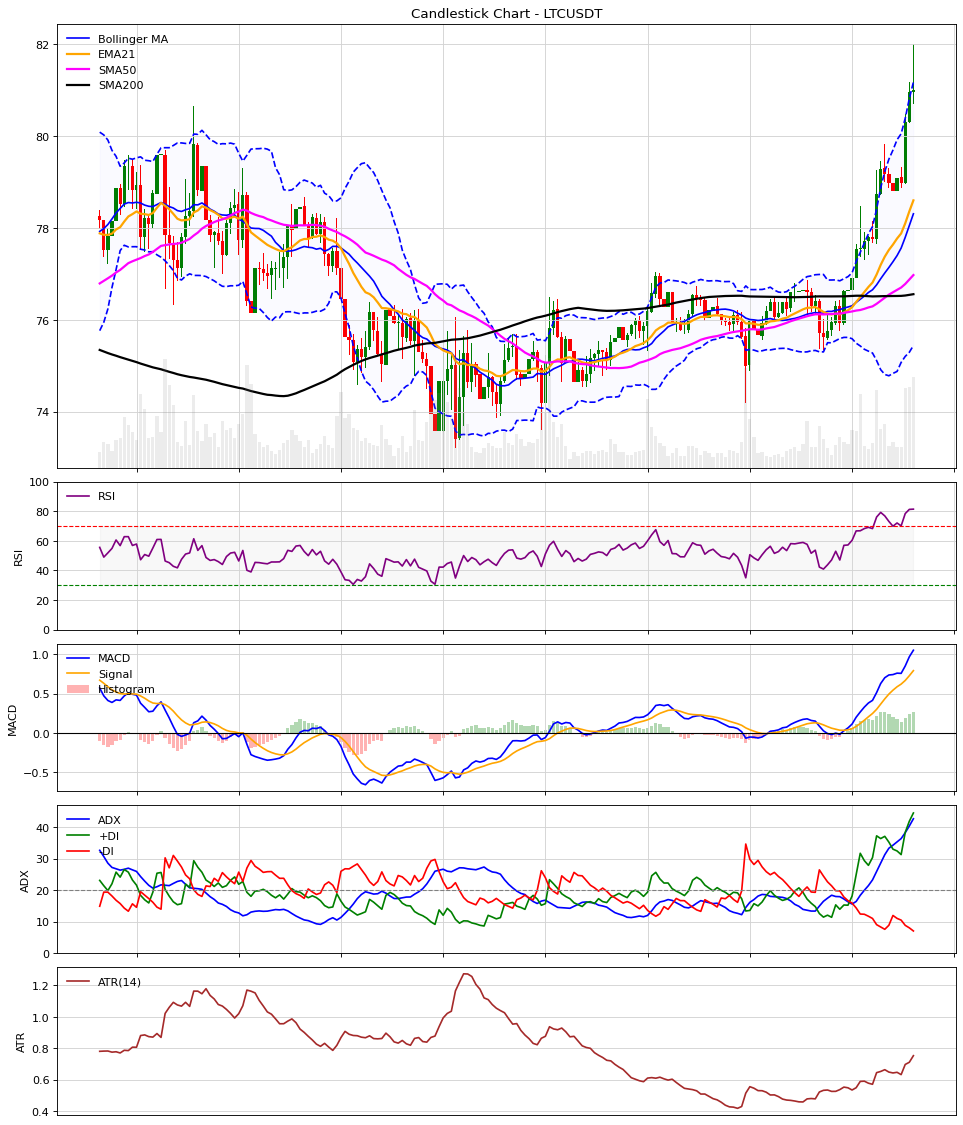 Candlestick Chart - LTCUSDT
Bollinger MA
EMA21
SMA50
SMA200
82
80
78
76
74
RSI
RSI
100
80
60
40
20
0
MACD
Signal
Histogram
MACD
1.0
0.5
0.0
−0.5
ADX
+DI
-DI
ADX
40
30
20
10
0
ATR(14)
ATR
1.2
1.0
0.8
0.6
0.4